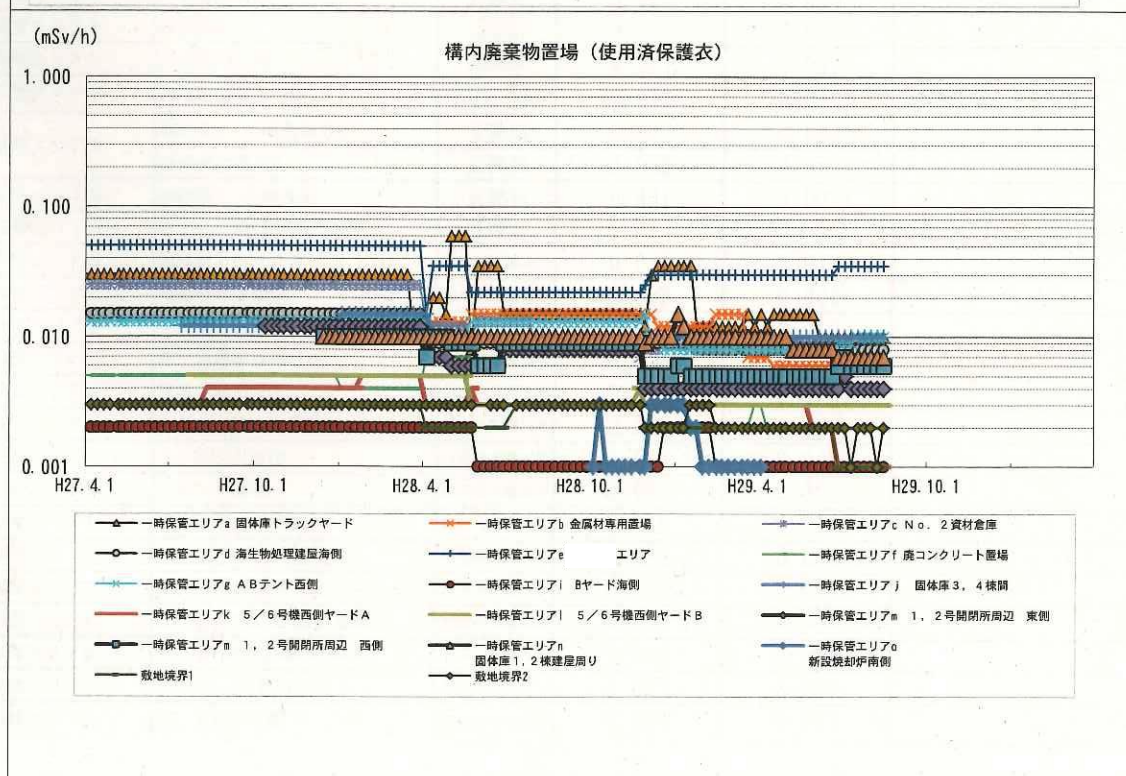 (mSv/h)
構内廃棄物置場（使用済保護衣）
1.000
0.100
0.010
0.001
H27.4.1 H27.10.1 H28.4.1 H28.10.1 H29.4.1 H29.10.1
一時保管エリアa 固体庫トラックヤード 一時保管エリアb 金属材専用置場 一時保管エリアc No．2資材倉庫
一時保管エリアd 海生物処理建屋海側 一時保管エリアe エリア 一時保管エリアf 廃コンクリート置場
一時保管エリアg ABテント西側 一時保管エリアi Bヤード海側 一時保管エリアj 固体庫3，4棟間
一時保管エリアk 5／6号機西側ヤードA 一時保管エリアl 5／6号機西側ヤードB 一時保管エリアm 1，2号開閉所周辺 東側
一時保管エリアm 1，2号開閉所周辺 西側 一時保管エリアn 一時保管エリアo
固体庫1,2棟建屋周り 新設焼却炉南側
敷地境界1 敷地境界2